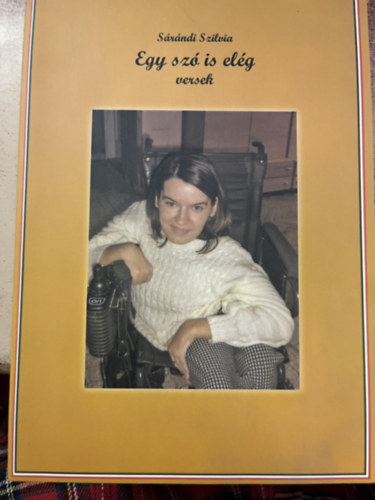 Sárándi Szilvia
Egy szó is elég
versek